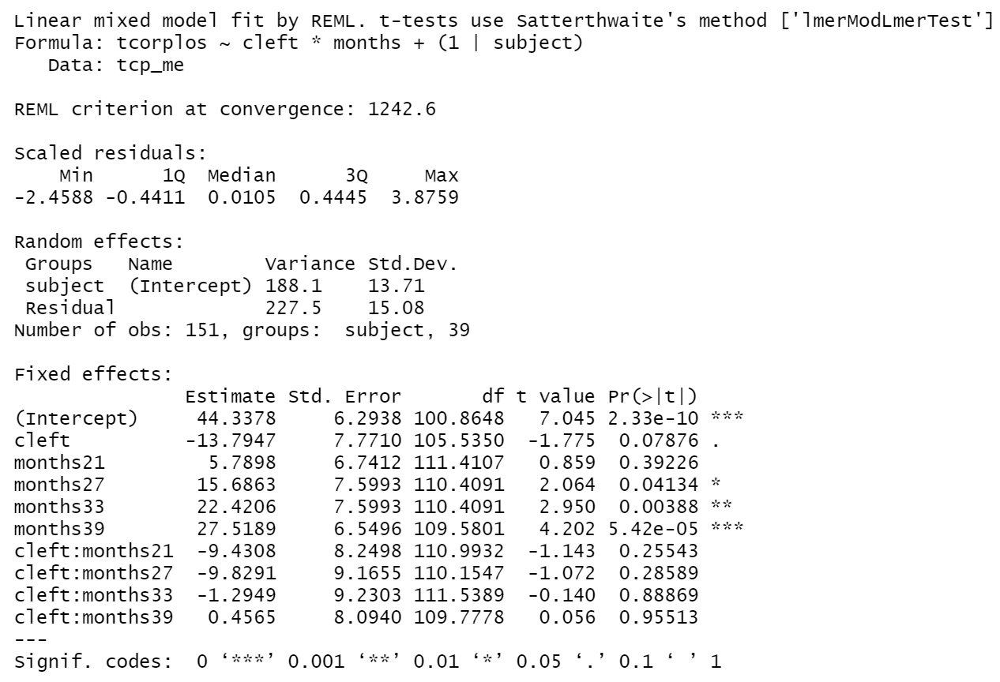 Linear mixed model fit by REML. t-tests use Satterthwaite's method ['lmerModLmerTest']
Formula: tcorplos ~ cleft * months + (1 | subject)
   Data: tcp_me

REML criterion at convergence: 1242.6

Scaled residuals:
    Min      1Q  Median      3Q     Max
-2.4588 -0.4411  0.0105  0.4445  3.8759

Random effects:
 Groups   Name        Variance Std.Dev.
 subject  (Intercept) 188.1    13.71
 Residual             227.5    15.08
Number of obs: 151, groups:  subject, 39

Fixed effects:
               Estimate Std. Error       df t value Pr(>|t|)
(Intercept)     44.3378     6.2938 100.8648   7.045 2.33e-10 ***
cleft          -13.7947     7.7710 105.5350  -1.775  0.07876 .
months21         5.7898     6.7412 111.4107   0.859  0.39226
months27        15.6863     7.5993 110.4091   2.064  0.04134 *
months33        22.4206     7.5993 110.4091   2.950  0.00388 **
months39        27.5189     6.5496 109.5801   4.202 5.42e-05 ***
cleft:months21  -9.4308     8.2498 110.9932  -1.143  0.25543
cleft:months27  -9.8291     9.1655 110.1547  -1.072  0.28589
cleft:months33  -1.2949     9.2303 111.5389  -0.140  0.88869
cleft:months39   0.4565     8.0940 109.7778   0.056  0.95513
---
Signif. codes:  0 ‘***’ 0.001 ‘**’ 0.01 ‘*’ 0.05 ‘.’ 0.1 ‘ ’ 1